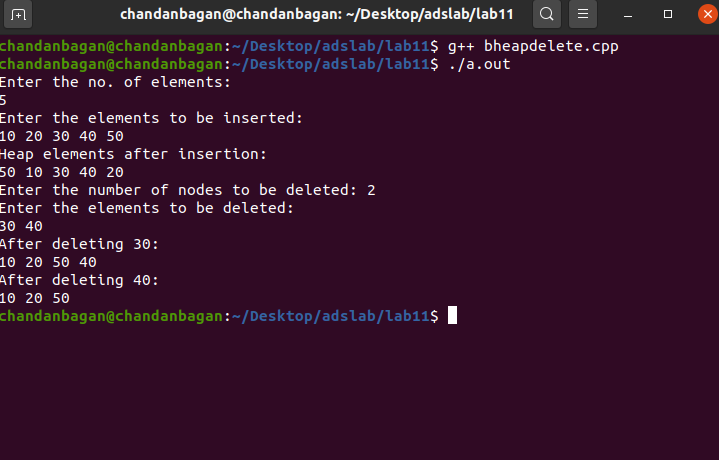 chandanbagan@chandanbagan: ~/Desktop/adslab/lab11
chandanbagan@chandanbagan:~/Desktop/adslab/lab11$ g++ bheapdelete.cpp
chandanbagan@chandanbagan:~/Desktop/adslab/lab11$ ./a.out
Enter the no. of elements:
5
Enter the elements to be inserted:
10 20 30 40 50
Heap elements after insertion:
50 10 30 40 20
Enter the number of nodes to be deleted: 2
Enter the elements to be deleted:
30 40
After deleting 30:
10 20 50 40
After deleting 40:
10 20 50
chandanbagan@chandanbagan:~/Desktop/adslab/lab11$